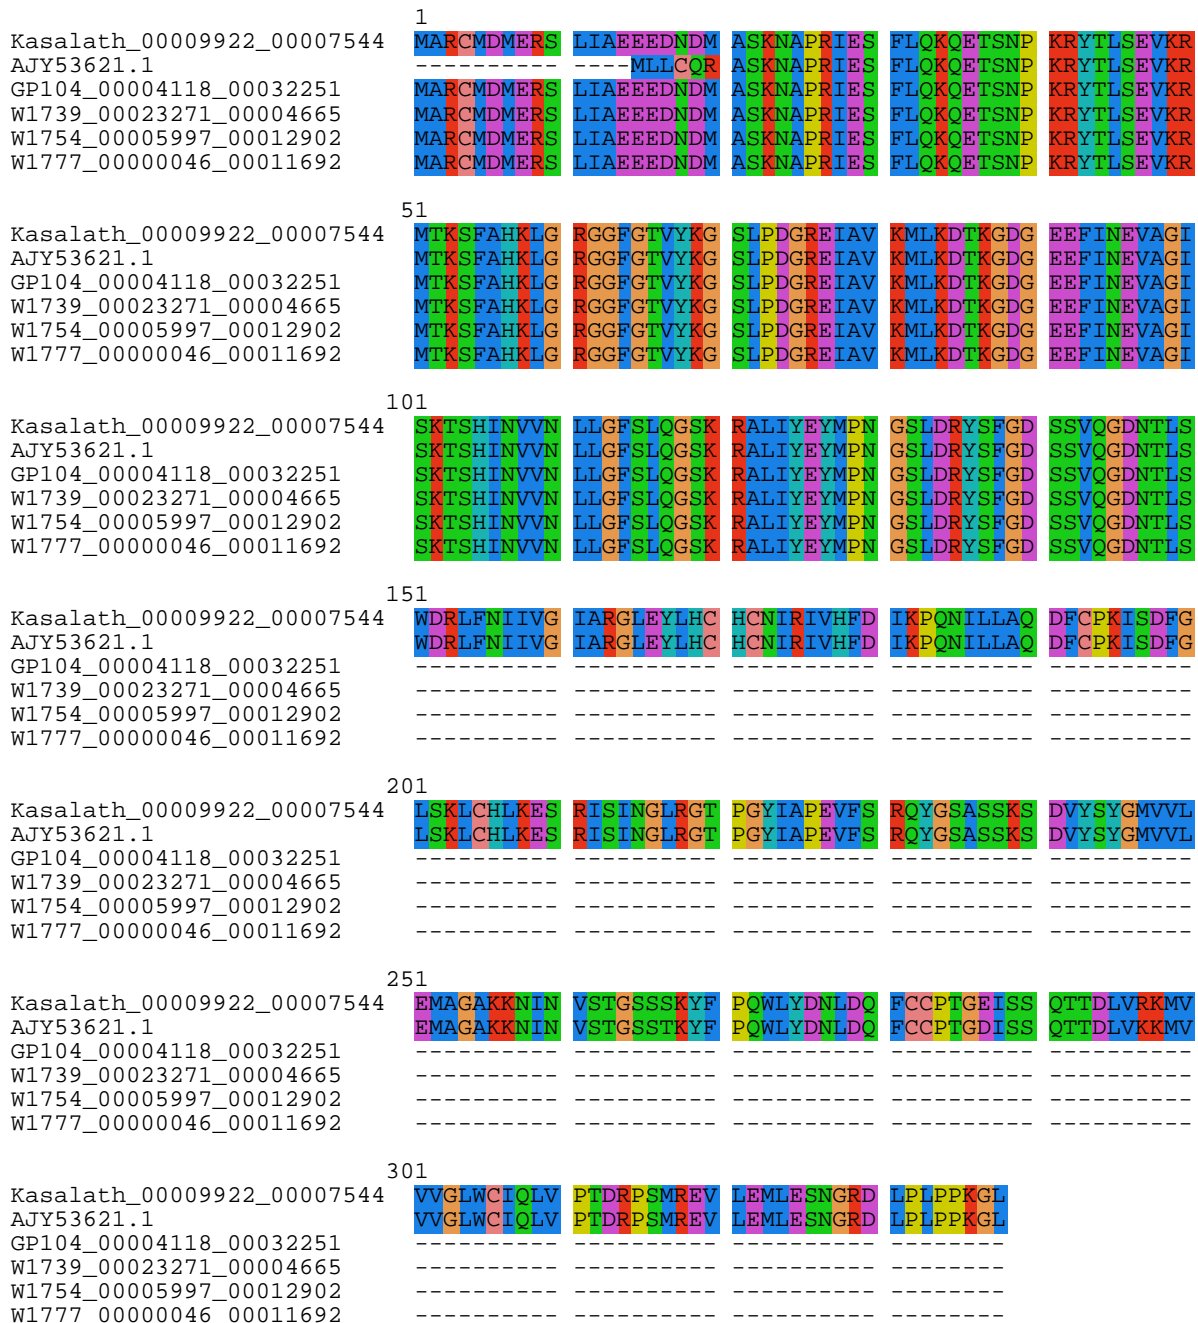 1
Kasalath_00009922_00007544 MARCMDMERS LIAEEEDNDM ASKNAPRIES FLQKQETSNP KRYTLSEVKR
AJY53621.1 ---------- ----MLLCQR ASKNAPRIES FLQKQETSNP KRYTLSEVKR
GP104_00004118_00032251 MARCMDMERS LIAEEEDNDM ASKNAPRIES FLQKQETSNP KRYTLSEVKR
W1739_00023271_00004665 MARCMDMERS LIAEEEDNDM ASKNAPRIES FLQKQETSNP KRYTLSEVKR
W1754_00005997_00012902 MARCMDMERS LIAEEEDNDM ASKNAPRIES FLQKQETSNP KRYTLSEVKR
W1777_00000046_00011692 MARCMDMERS LIAEEEDNDM ASKNAPRIES FLQKQETSNP KRYTLSEVKR
51
Kasalath_00009922_00007544 MTKSFAHKLG RGGFGTVYKG SLPDGREIAV KMLKDTKGDG EEFINEVAGI
AJY53621.1 MTKSFAHKLG RGGFGTVYKG SLPDGREIAV KMLKDTKGDG EEFINEVAGI
GP104_00004118_00032251 MTKSFAHKLG RGGFGTVYKG SLPDGREIAV KMLKDTKGDG EEFINEVAGI
W1739_00023271_00004665 MTKSFAHKLG RGGFGTVYKG SLPDGREIAV KMLKDTKGDG EEFINEVAGI
W1754_00005997_00012902 MTKSFAHKLG RGGFGTVYKG SLPDGREIAV KMLKDTKGDG EEFINEVAGI
W1777_00000046_00011692 MTKSFAHKLG RGGFGTVYKG SLPDGREIAV KMLKDTKGDG EEFINEVAGI
101
Kasalath_00009922_00007544 SKTSHINVVN LLGFSLQGSK RALIYEYMPN GSLDRYSFGD SSVQGDNTLS
AJY53621.1 SKTSHINVVN LLGFSLQGSK RALIYEYMPN GSLDRYSFGD SSVQGDNTLS
GP104_00004118_00032251 SKTSHINVVN LLGFSLQGSK RALIYEYMPN GSLDRYSFGD SSVQGDNTLS
W1739_00023271_00004665 SKTSHINVVN LLGFSLQGSK RALIYEYMPN GSLDRYSFGD SSVQGDNTLS
W1754_00005997_00012902 SKTSHINVVN LLGFSLQGSK RALIYEYMPN GSLDRYSFGD SSVQGDNTLS
W1777_00000046_00011692 SKTSHINVVN LLGFSLQGSK RALIYEYMPN GSLDRYSFGD SSVQGDNTLS
151
Kasalath_00009922_00007544 WDRLFNIIVG IARGLEYLHC HCNIRIVHFD IKPQNILLAQ DFCPKISDFG
AJY53621.1 WDRLFNIIVG IARGLEYLHC HCNIRIVHFD IKPQNILLAQ DFCPKISDFG
GP104_00004118_00032251 ---------- ---------- ---------- ---------- ----------
W1739_00023271_00004665 ---------- ---------- ---------- ---------- ----------
W1754_00005997_00012902 ---------- ---------- ---------- ---------- ----------
W1777_00000046_00011692 ---------- ---------- ---------- ---------- ----------
201
Kasalath_00009922_00007544 LSKLCHLKES RISINGLRGT PGYIAPEVFS RQYGSASSKS DVYSYGMVVL
AJY53621.1 LSKLCHLKES RISINGLRGT PGYIAPEVFS RQYGSASSKS DVYSYGMVVL
GP104_00004118_00032251 ---------- ---------- ---------- ---------- ----------
W1739_00023271_00004665 ---------- ---------- ---------- ---------- ----------
W1754_00005997_00012902 ---------- ---------- ---------- ---------- ----------
W1777_00000046_00011692 ---------- ---------- ---------- ---------- ----------
251
Kasalath_00009922_00007544 EMAGAKKNIN VSTGSSSKYF PQWLYDNLDQ FCCPTGEISS QTTDLVRKMV
AJY53621.1 EMAGAKKNIN VSTGSSTKYF PQWLYDNLDQ FCCPTGDISS QTTDLVKKMV
GP104_00004118_00032251 ---------- ---------- ---------- ---------- ----------
W1739_00023271_00004665 ---------- ---------- ---------- ---------- ----------
W1754_00005997_00012902 ---------- ---------- ---------- ---------- ----------
W1777_00000046_00011692 ---------- ---------- ---------- ---------- ----------
301
Kasalath_00009922_00007544 VVGLWCIQLV PTDRPSMREV LEMLESNGRD LPLPPKGL
AJY53621.1 VVGLWCIQLV PTDRPSMREV LEMLESNGRD LPLPPKGL
GP104_00004118_00032251 ---------- ---------- ---------- --------
W1739_00023271_00004665 ---------- ---------- ---------- --------
W1754_00005997_00012902 ---------- ---------- ---------- --------
W1777_00000046_00011692 ---------- ---------- ---------- --------